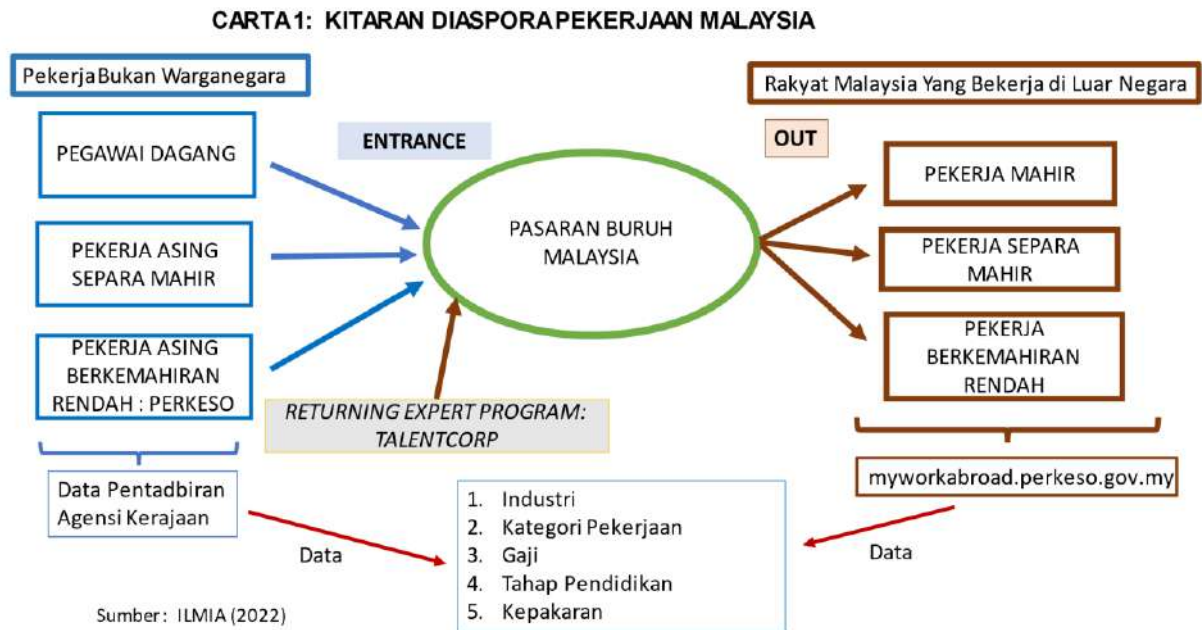 CARTA 1: KITARAN DIASPORA PEKERJAAN MALAYSIA
Pekerja Bukan Warganegara
Rakyat Malaysia Yang Bekerja di Luar Negara
PEGAWAI DAGANG
ENTRANCE
OUT
PEKERJA MAHIR
PEKERJA ASING
SEPARA MAHIR
PASARAN BURUH
MALAYSIA
PEKERJA SEPARA
MAHIR
PEKERJA ASING
BERKEMAHIRAN
RENDAH : PERKESO
PEKERJA
BERKEMAHIRAN
RENDAH
RETURNING EXPERT PROGRAM:
TALENTCORP
Data Pentadbiran
Agensi Kerajaan
myworkabroad.perkeso.gov.my
Data
1. Industri
2. Kategori Pekerjaan
3. Gaji
4. Tahap Pendidikan
5. Kepakaran
Data
Sumber : ILMIA (2022)